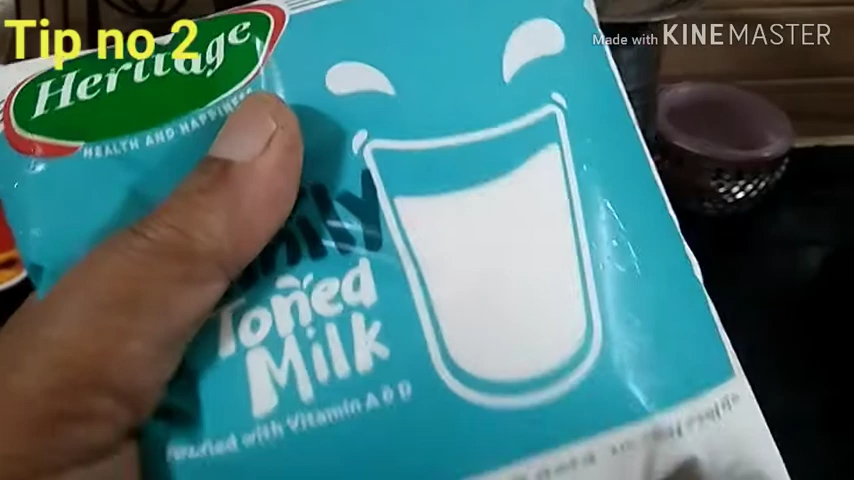 Tip no 2
Made with KINEMASTER
Heritage
HEALTH AND HAPPINESS
Toned
Milk
with Vitamin A & D